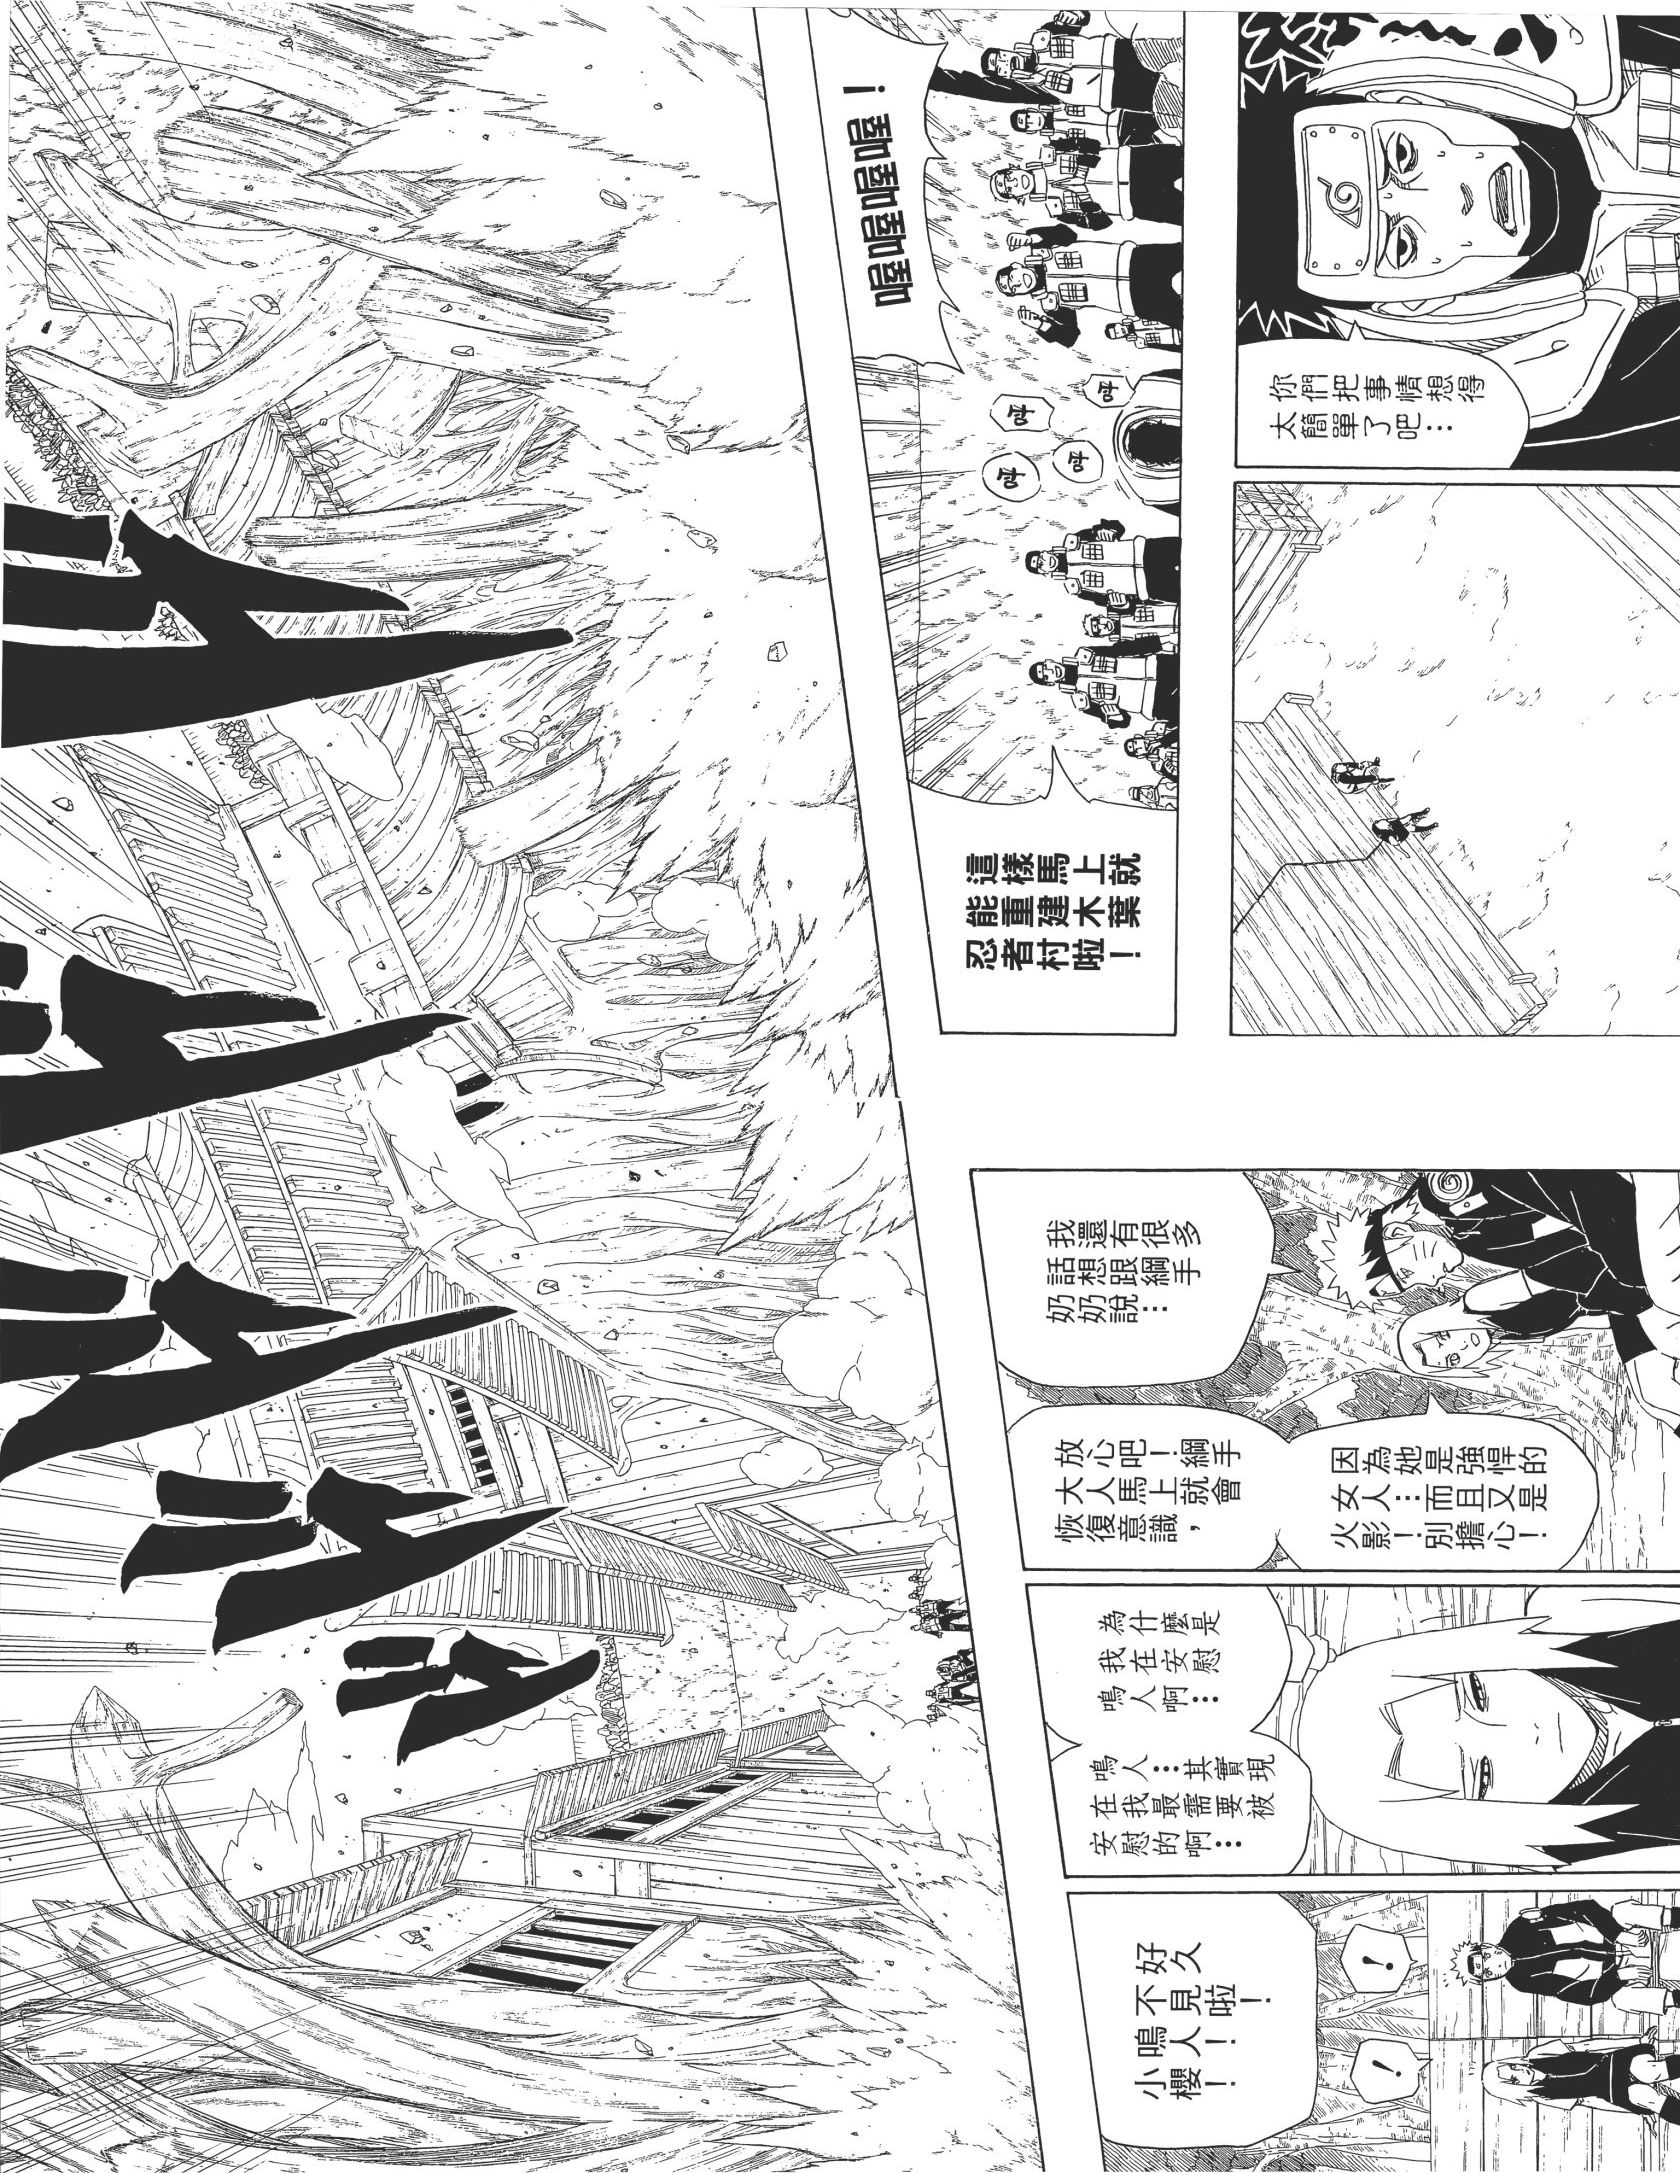 喔喔喔喔！
呼
呼
呼
呼
這樣馬上就
能重建木葉
忍者村啦！
你們把事情想得
太簡單了吧…
我還有很多
話想跟綱手
奶奶說…
放心吧！綱手
大人馬上就會
恢復意識，
因為她是強悍的
女人…而且又是
火影！別擔心！
為什麼是
我在安慰
鳴人啊…
鳴人…其實現
在我最需要被
安慰的啊…
好久
不見啦！
鳴人！
小櫻！
！
！